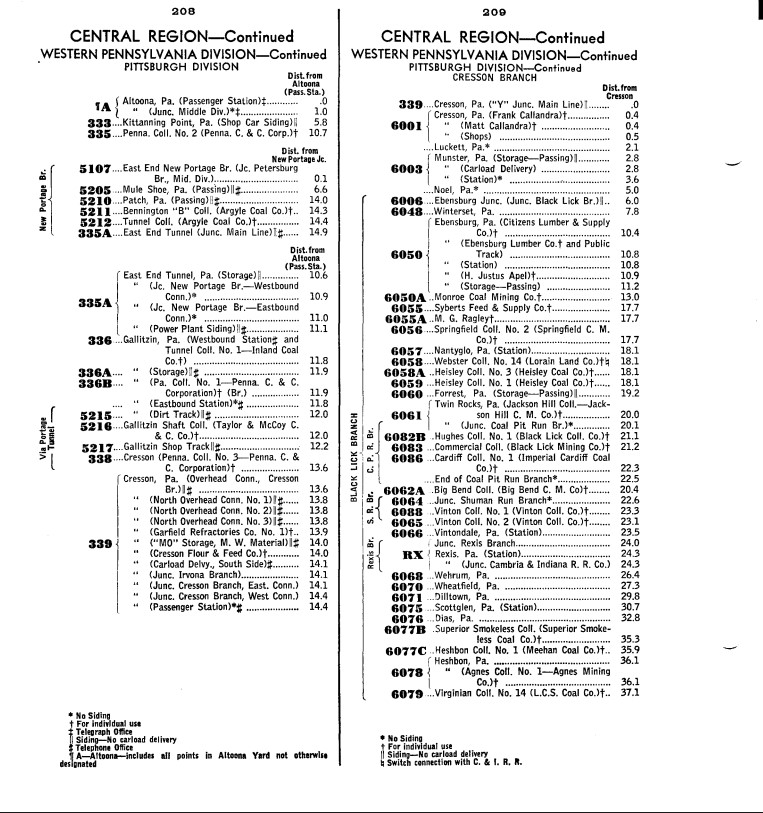 208
CENTRAL REGION—Continued
WESTERN PENNSYLVANIA DIVISION—Continued
PITTSBURGH DIVISION
Dist. from
Altoona
(Pass. Sta.)
¶A Altoona, Pa. (Passenger Station)‡............ .0
" (Junc. Middle Div.)*‡............... 1.0
333....Kittanning Point, Pa. (Shop Car Siding)‖ 5.8
335....Penna. Coll. No. 2 (Penna. C. & C. Corp.)† 10.7
Dist. from
New Portage Jc.
New Portage Br.
5107....East End New Portage Br. (Jc. Petersburg
Br., Mid. Div.)........................ 0.1
5205....Mule Shoe, Pa. (Passing)‖⨎............... 6.6
5210....Patch, Pa. (Passing)‖⨎..................... 14.0
5211....Bennington "B" Coll. (Argyle Coal Co.)†.. 14.3
5212....Tunnel Coll. (Argyle Coal Co.)†........... 14.4
335A....East End Tunnel (Junc. Main Line)‖⨎...... 14.9
Dist. from
Altoona
(Pass. Sta.)
335A East End Tunnel, Pa. (Storage)‖............. 10.6
" (Jc. New Portage Br.—Westbound
Conn.)* ......................... 10.9
" (Jc. New Portage Br.—Eastbound
Conn.)* ......................... 11.0
" (Power Plant Siding)‖⨎............ 11.1
336....Gallitzin, Pa. (Westbound Station⨎ and
Tunnel Coll. No. 1—Inland Coal
Co.†) ............................ 11.8
336A.... " (Storage)‖⨎......................... 11.9
336B.... " (Pa. Coll. No. 1—Penna. C. & C.
Corporation)† (Br.) ............ 11.9
.... " (Eastbound Station)*⨎............. 11.8
Via Portage Tunnel
5215.... " (Dirt Track)‖⨎..................... 12.0
5216....Gallitzin Shaft Coll. (Taylor & McCoy C.
& C. Co.)†......................... 12.0
5217....Gallitzin Shop Track‖⨎..................... 12.2
338....Cresson (Penna. Coll. No. 3—Penna. C. &
C. Corporation)† ................. 13.6
339 Cresson, Pa. (Overhead Conn., Cresson
Br.)‖⨎ ............................ 13.6
" (North Overhead Conn. No. 1)‖⨎...... 13.8
" (North Overhead Conn. No. 2)‖⨎...... 13.8
" (North Overhead Conn. No. 3)‖⨎...... 13.8
" (Garfield Refractories Co. No. 1)†.. 13.9
" ("MO" Storage, M. W. Material)‖⨎ 14.0
" (Cresson Flour & Feed Co.)†......... 14.0
" (Carload Delvy., South Side)⨎....... 14.1
" (Junc. Irvona Branch)................ 14.1
" (Junc. Cresson Branch, East. Conn.) 14.1
" (Junc. Cresson Branch, West Conn.) 14.4
" (Passenger Station)*⨎ ............... 14.4
* No Siding
† For individual use
‡ Telegraph Office
‖ Siding—No carload delivery
⨎ Telephone Office
¶ A—Altoona—includes all points in Altoona Yard not otherwise
designated
209
CENTRAL REGION—Continued
WESTERN PENNSYLVANIA DIVISION—Continued
PITTSBURGH DIVISION—Continued
CRESSON BRANCH
Dist. from
Cresson
339....Cresson, Pa. ("Y" Junc. Main Line)‖....... .0
6001 Cresson, Pa. (Frank Callandra)†........... 0.4
" (Matt Callandra)† .................. 0.4
" (Shops) ............................ 0.5
....Luckett, Pa.* ............................... 2.1
6003 Munster, Pa. (Storage—Passing)‖........... 2.8
" (Carload Delivery) ................ 2.8
" (Station)* ......................... 3.6
....Noel, Pa.* .................................. 5.0
BLACK LICK BRANCH
6006...Ebensburg Junc. (Junc. Black Lick Br.)‖.. 6.0
6048...Winterset, Pa. ............................ 7.8
6050 Ebensburg, Pa. (Citizens Lumber & Supply
Co.)† ............................ 10.4
" (Ebensburg Lumber Co.† and Public
Track) .......................... 10.8
" (Station) .......................... 10.8
" (H. Justus Apel)†.................. 10.9
" (Storage—Passing) ................ 11.2
6050A..Monroe Coal Mining Co.†................... 13.0
6055...Syberts Feed & Supply Co.†................ 17.7
6055A..M. G. Ragley†............................. 17.7
6056...Springfield Coll. No. 2 (Springfield C. M.
Co.)† ............................ 17.7
6057....Nantyglo, Pa. (Station).................... 18.1
6058...Webster Coll. No. 14 (Lorain Land Co.)†♮ 18.1
6058A..Heisley Coll. No. 3 (Heisley Coal Co.)†..... 18.1
6059...Heisley Coll. No. 1 (Heisley Coal Co.)†..... 18.1
6060...Forrest, Pa. (Storage—Passing)‖........... 19.2
6061 Twin Rocks, Pa. (Jackson Hill Coll.—Jack-
son Hill C. M. Co.)†............. 20.0
" (Junc. Coal Pit Run Br.)*........... 20.1
C. P. R. Br.
6082B..Hughes Coll. No. 1 (Black Lick Coll. Co.)† 21.1
6083...Commercial Coll. (Black Lick Mining Co.)† 21.2
6086...Cardiff Coll. No. 1 (Imperial Cardiff Coal
Co.)† ............................ 22.3
....End of Coal Pit Run Branch*............... 22.5
6062A..Big Bend Coll. (Big Bend C. M. Co.)†..... 20.4
S. R. Br.
6064...Junc. Shuman Run Branch*................. 22.6
6088...Vinton Coll. No. 1 (Vinton Coll. Co.)†..... 23.3
6065...Vinton Coll. No. 2 (Vinton Coll. Co.)†..... 23.1
6066...Vintondale, Pa. (Station).................. 23.5
Rexis Br.
RX Junc. Rexis Branch........................ 24.0
Rexis, Pa. (Station)....................... 24.3
" (Junc. Cambria & Indiana R. R. Co.) 24.3
6068...Wehrum, Pa. ............................... 26.4
6070...Wheatfield, Pa. ........................... 27.3
6071...Dilltown, Pa. ............................. 29.8
6075...Scottglen, Pa. (Station)................... 30.7
6076...Dias, Pa. ................................. 32.8
6077B..Superior Smokeless Coll. (Superior Smoke-
less Coal Co.)†................... 35.3
6077C..Heshbon Coll. No. 1 (Meehan Coal Co.)†.. 35.9
6078 Heshbon, Pa. .............................. 36.1
" (Agnes Coll. No. 1—Agnes Mining
Co.)† ............................ 36.1
6079...Virginian Coll. No. 14 (L.C.S. Coal Co.)†.. 37.1
* No Siding
† For individual use
‖ Siding—No carload delivery
♮ Switch connection with C. & I. R. R.